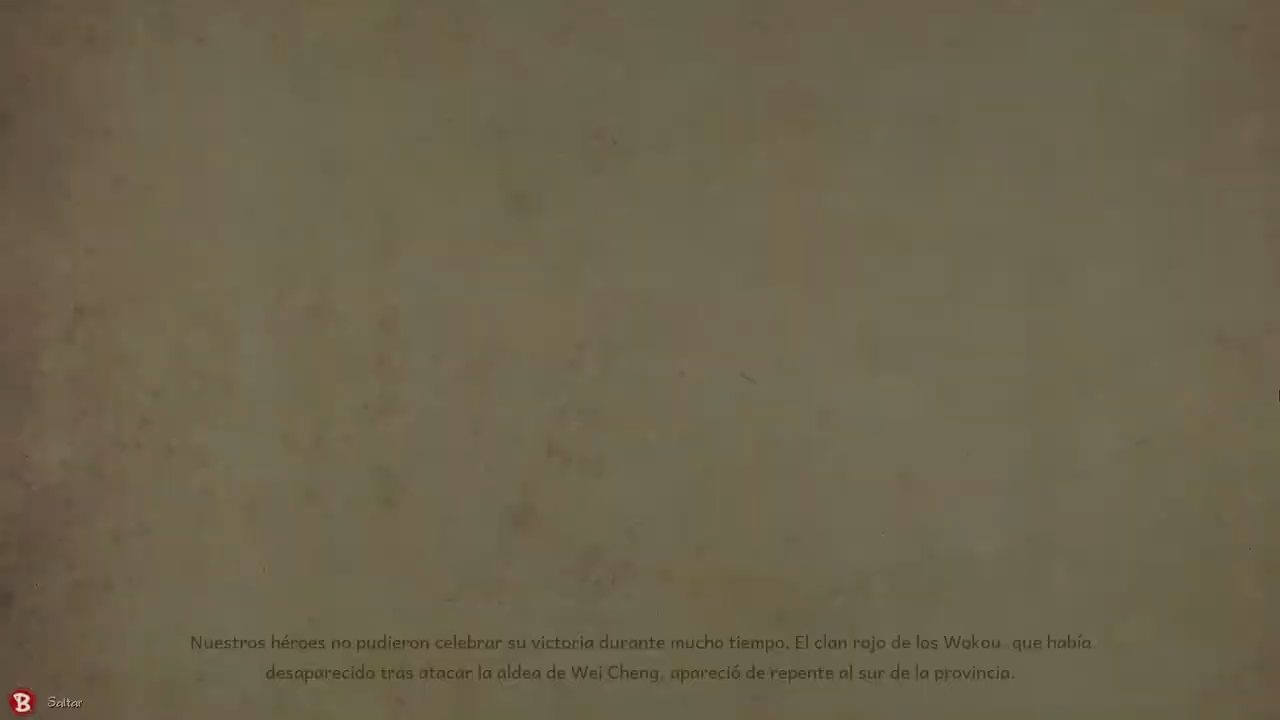 Nuestros héroes no pudieron celebrar su victoria durante mucho tiempo. El clan rojo de los Wokou, que había
desaparecido tras atacar la aldea de Wei Cheng, apareció de repente al sur de la provincia.
B Saltar